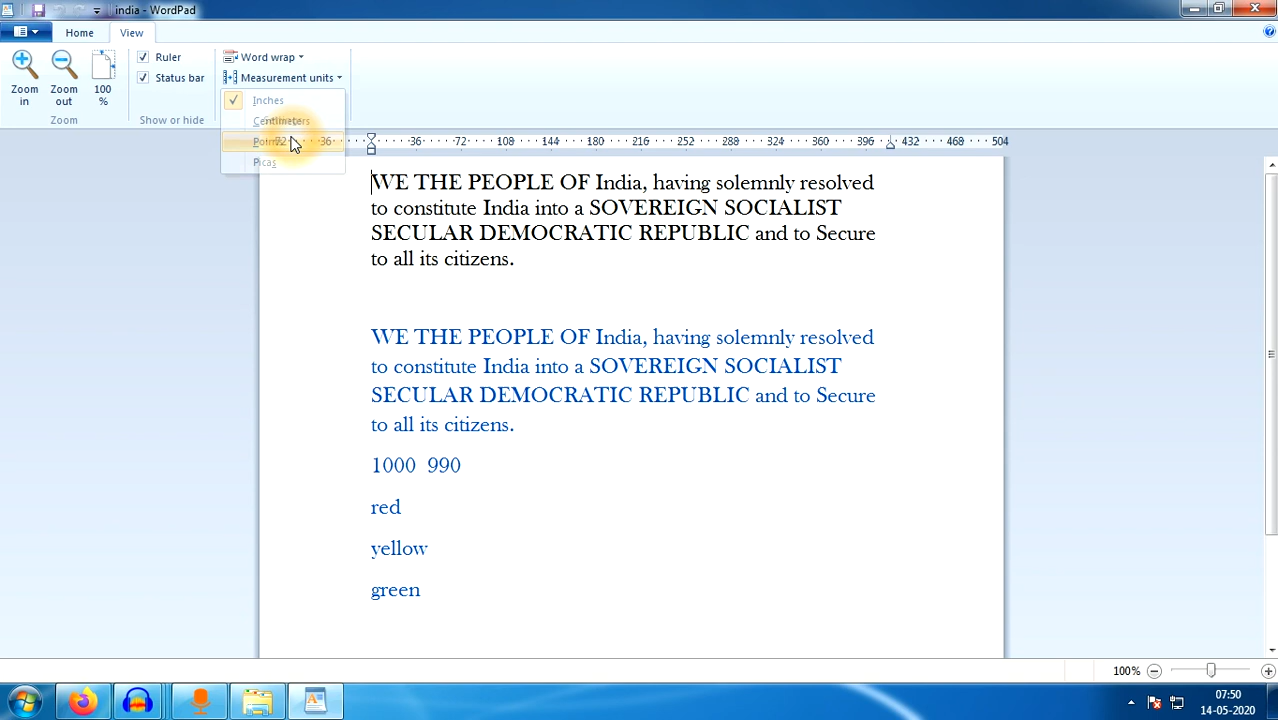 india - WordPad
Home
View
Zoom in
Zoom out
100 %
Ruler
Status bar
Word wrap
Measurement units
Zoom
Show or hide
Inches
Centimeters
Points
Picas
72 36 36 72 108 144 180 216 252 288 324 360 396 432 468 504
WE THE PEOPLE OF India, having solemnly resolved
to constitute India into a SOVEREIGN SOCIALIST
SECULAR DEMOCRATIC REPUBLIC and to Secure
to all its citizens.
WE THE PEOPLE OF India, having solemnly resolved
to constitute India into a SOVEREIGN SOCIALIST
SECULAR DEMOCRATIC REPUBLIC and to Secure
to all its citizens.
1000 990
red
yellow
green
100%
07:50
14-05-2020